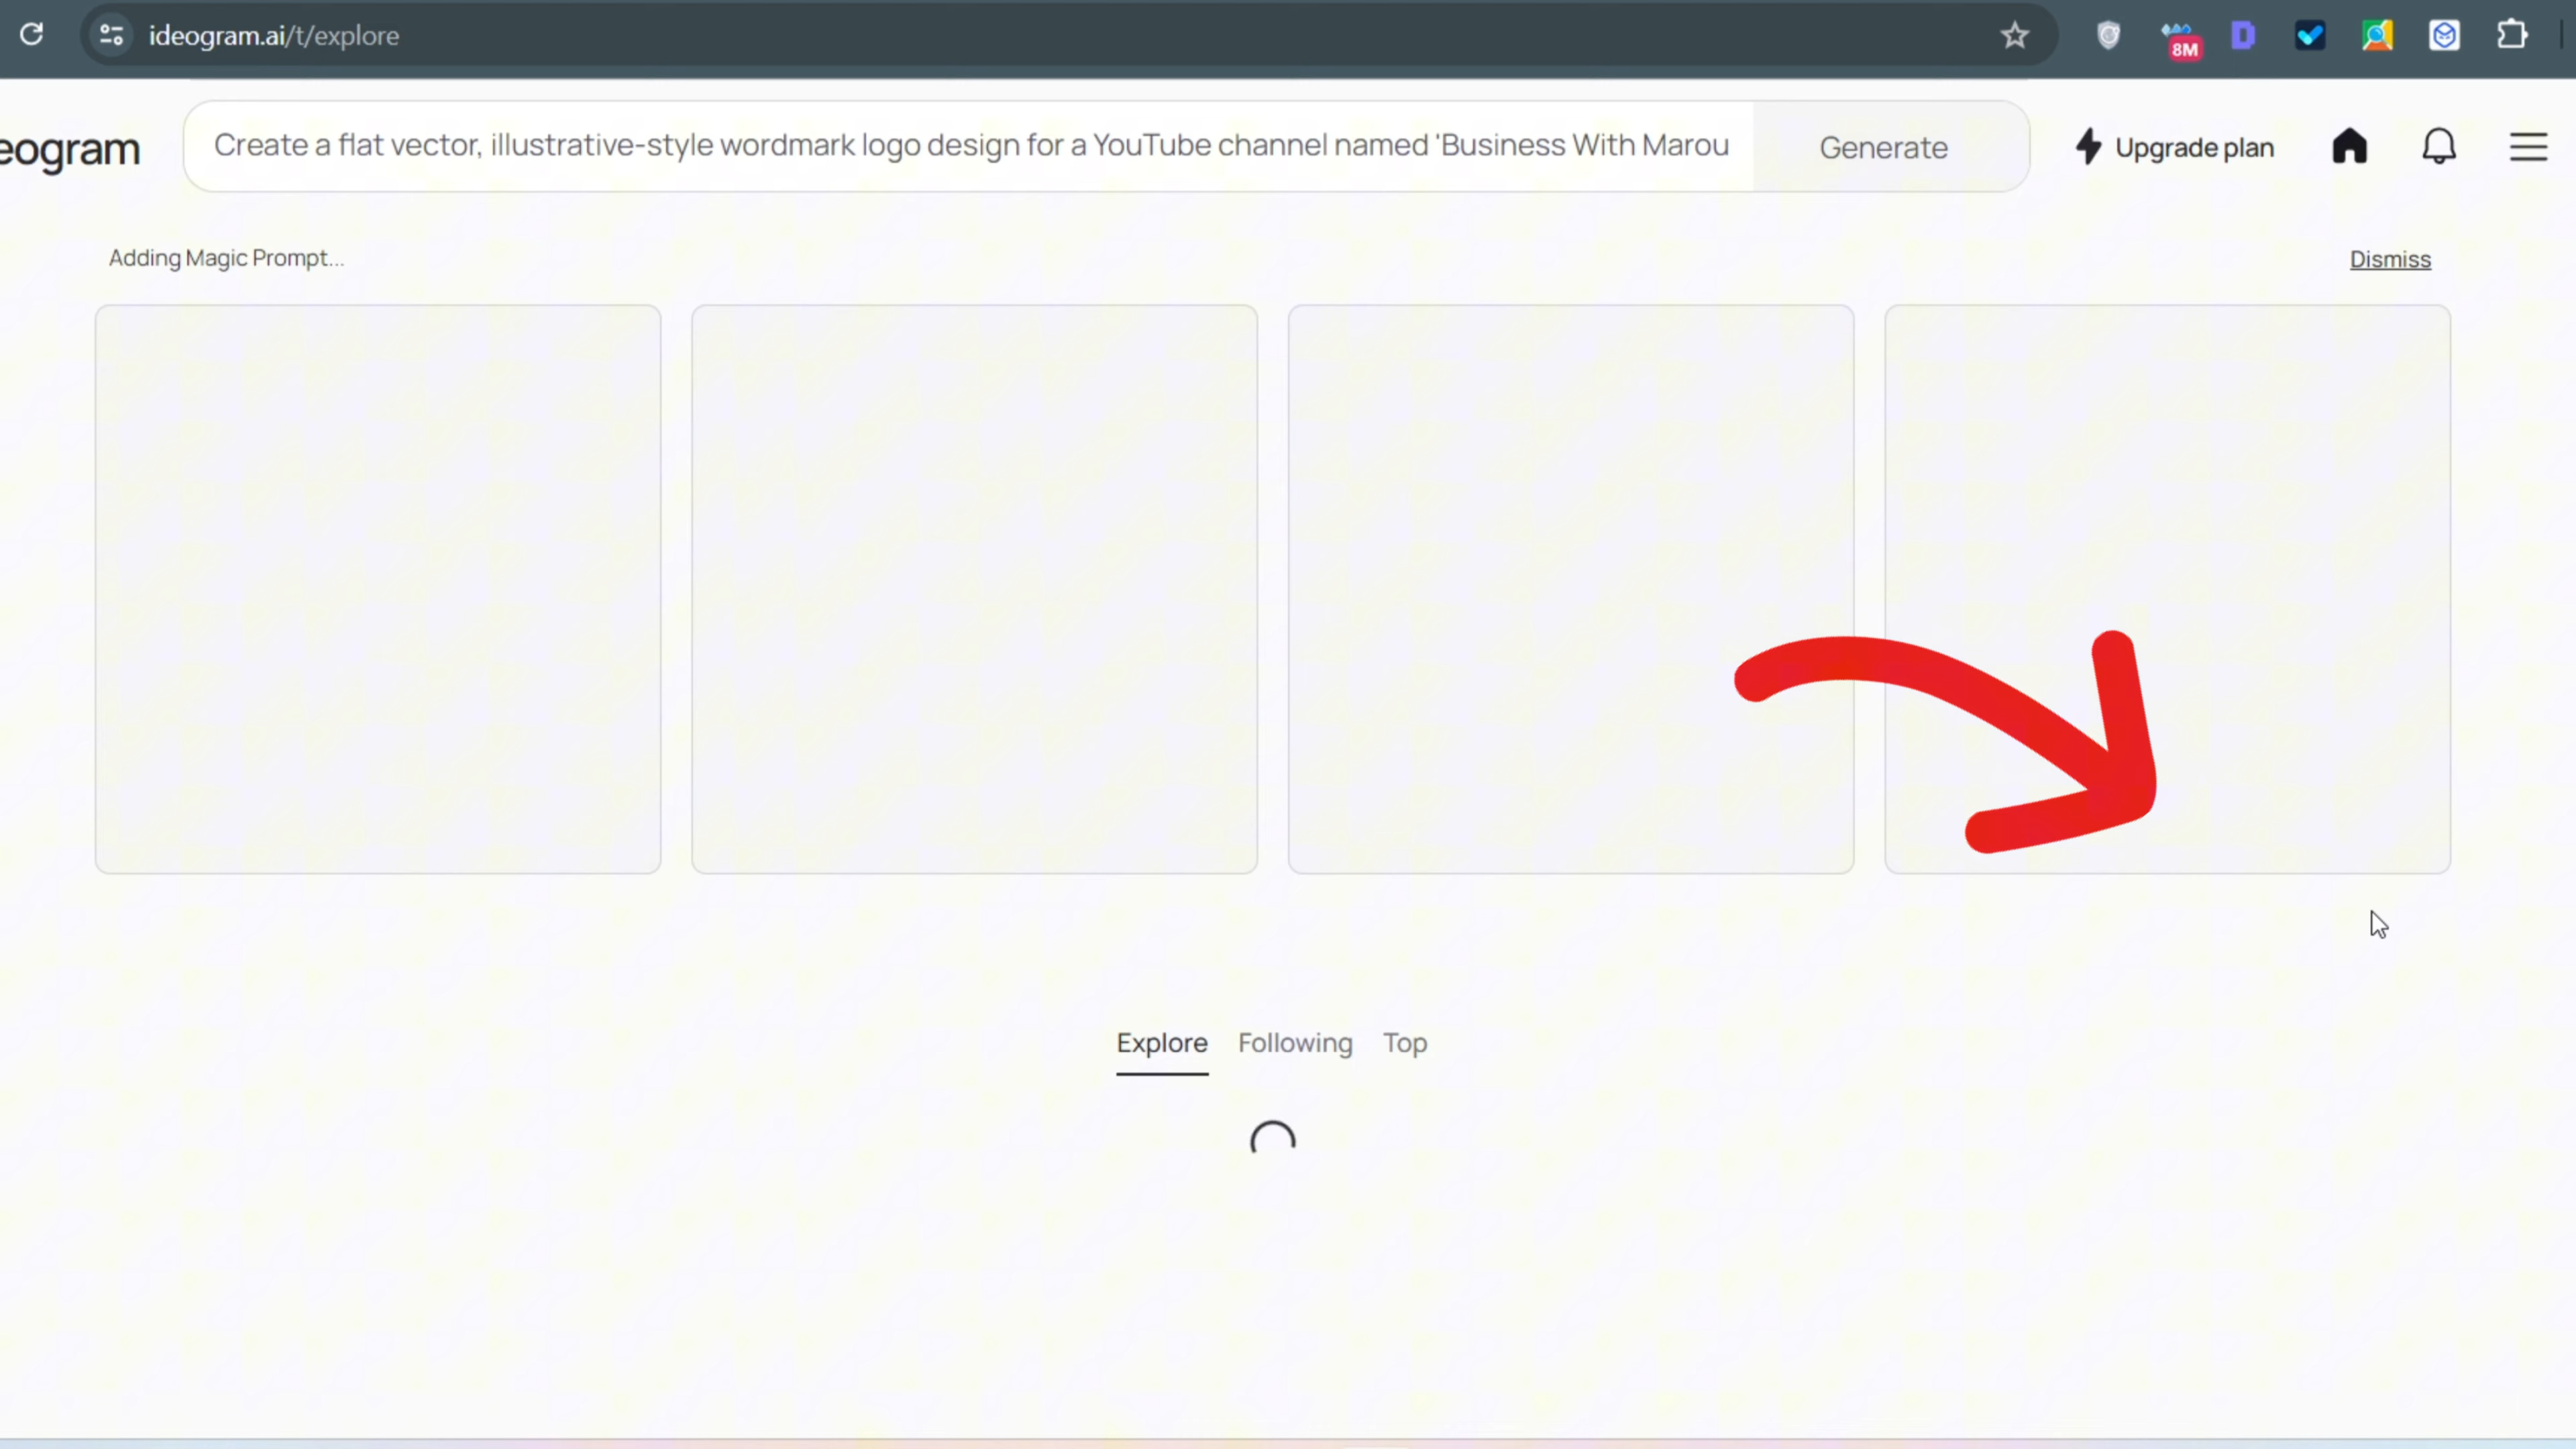 ideogram.ai/t/explore
8M
D
eogram
Create a flat vector, illustrative-style wordmark logo design for a YouTube channel named 'Business With Marou
Generate
Upgrade plan
Adding Magic Prompt...
Dismiss
Explore Following Top